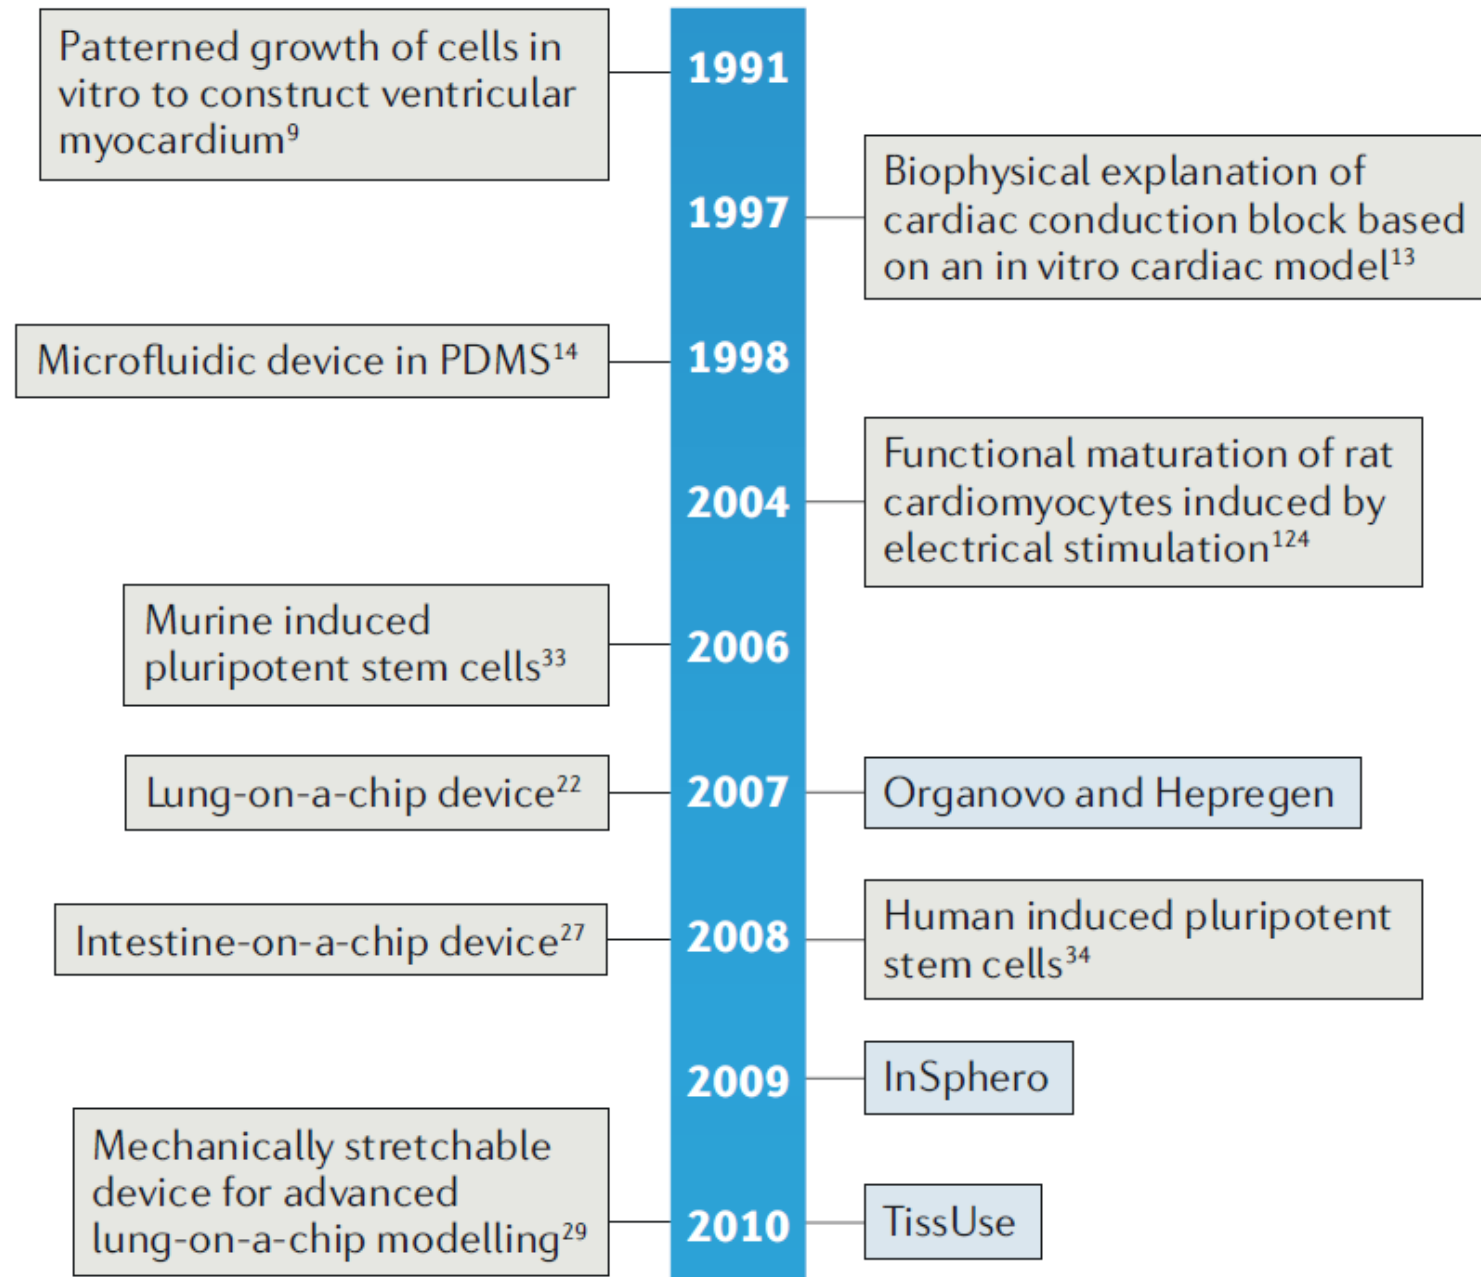 Patterned growth of cells in
vitro to construct ventricular
myocardium⁹
1991
1997
Biophysical explanation of
cardiac conduction block based
on an in vitro cardiac model¹³
Microfluidic device in PDMS¹⁴
1998
2004
Functional maturation of rat
cardiomyocytes induced by
electrical stimulation¹²⁴
Murine induced
pluripotent stem cells³³
2006
Lung-on-a-chip device²²
2007
Organovo and Hepregen
Intestine-on-a-chip device²⁷
2008
Human induced pluripotent
stem cells³⁴
2009
InSphero
Mechanically stretchable
device for advanced
lung-on-a-chip modelling²⁹
2010
TissUse